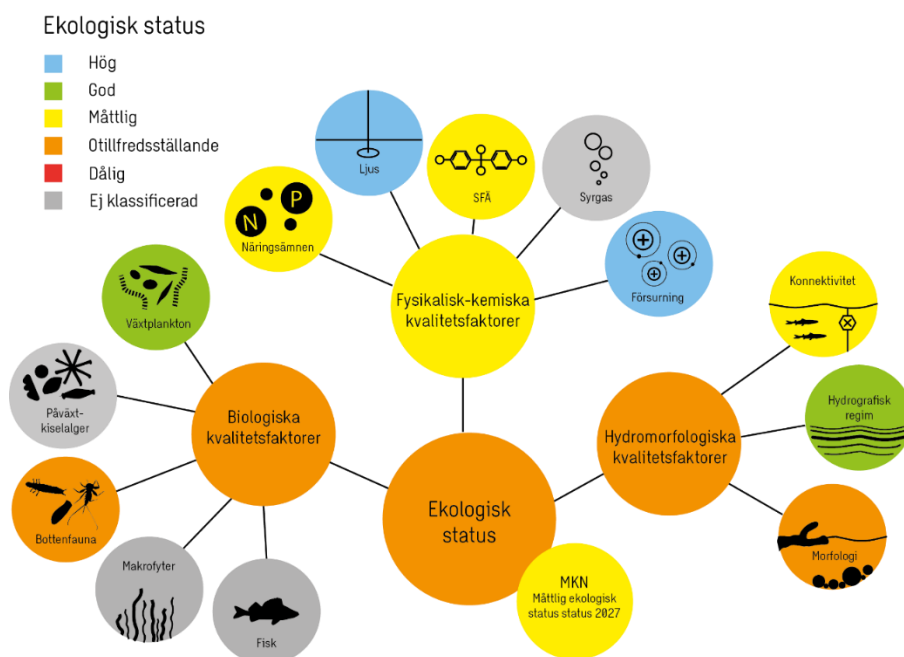 Ekologisk status
Hög
God
Måttlig
Otillfredsställande
Dålig
Ej klassificerad
Ljus
SFÄ
Syrgas
N P
Näringsämnen
Försurning
Fysikalisk-kemiska
kvalitetsfaktorer
Konnektivitet
Växtplankton
Hydrografisk
regim
Påväxt-
kiselalger
Biologiska
kvalitetsfaktorer
Hydromorfologiska
kvalitetsfaktorer
Bottenfauna
Ekologisk
status
Morfologi
Makrofyter
Fisk
MKN
Måttlig ekologisk
status status 2027